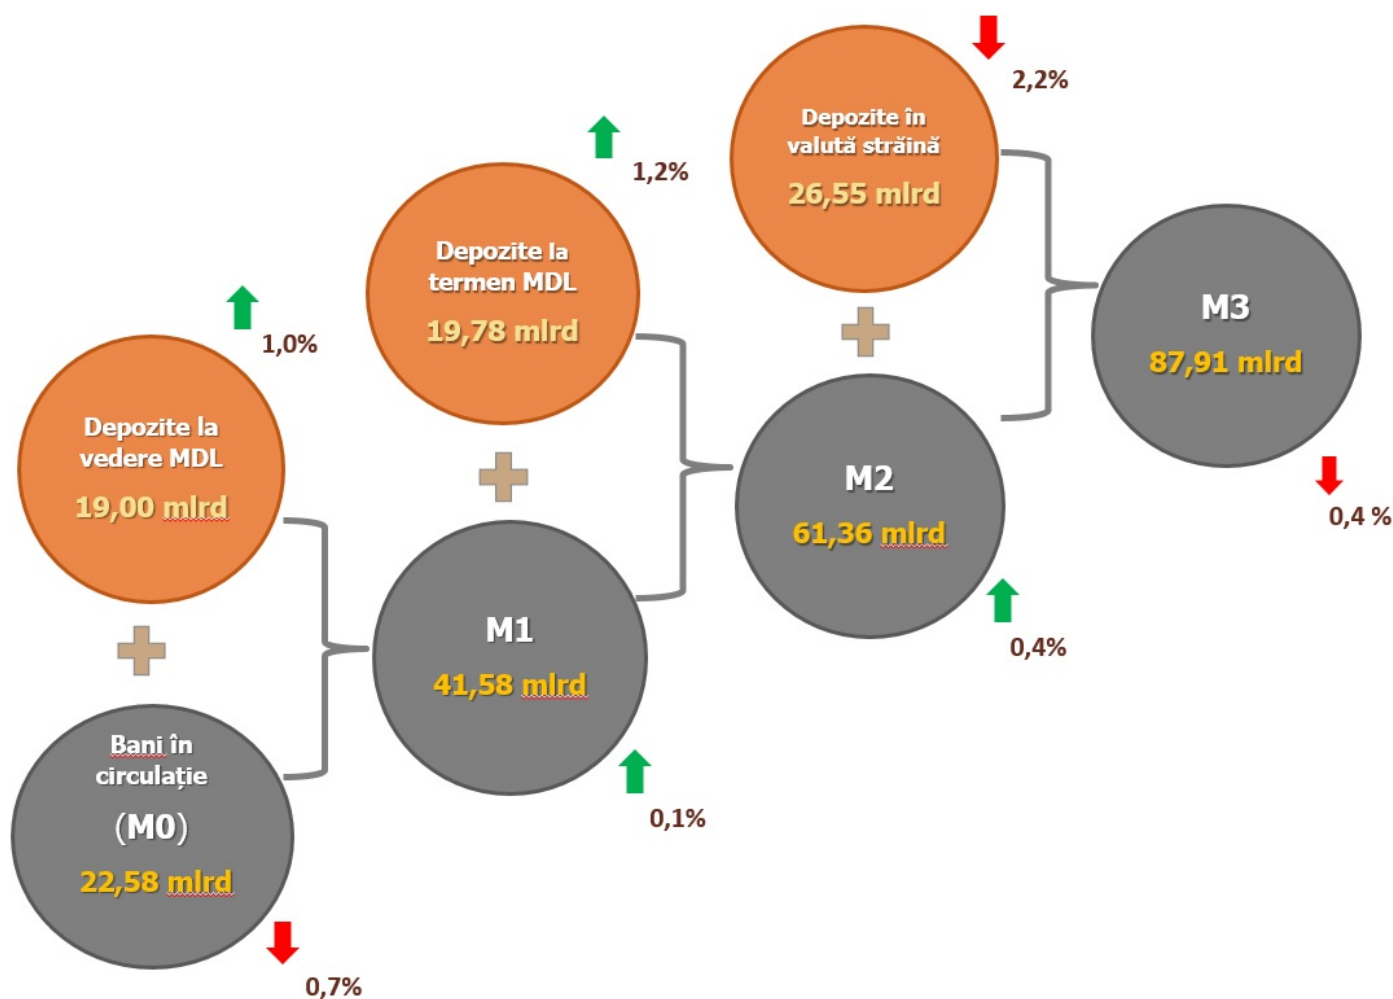 2,2%
Depozite în
valută străină
26,55 mlrd
1,2%
Depozite la
termen MDL
19,78 mlrd
M3
87,91 mlrd
0,4 %
1,0%
Depozite la
vedere MDL
19,00 mlrd
M2
61,36 mlrd
0,4%
M1
41,58 mlrd
0,1%
Bani în
circulație
(M0)
22,58 mlrd
0,7%